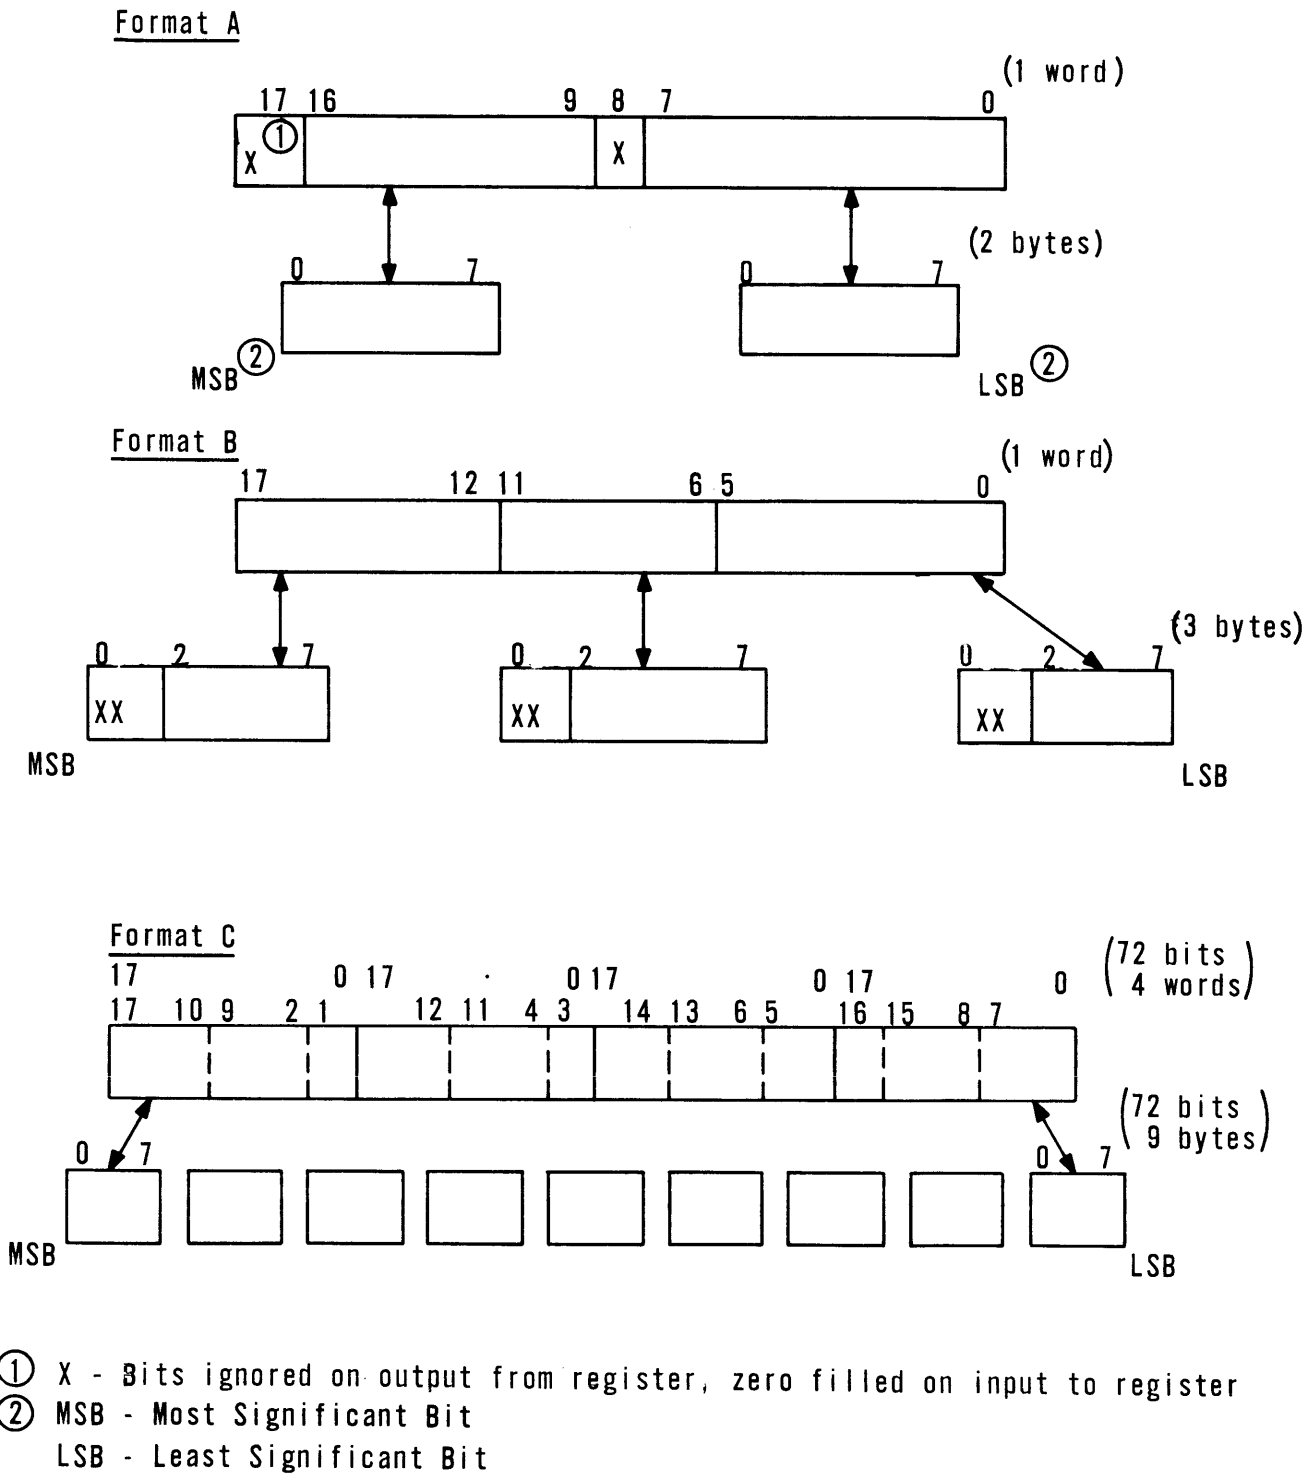 Format A
(1 word)
17 16 9 8 7 0
X ① X
(2 bytes)
0 7 0 7
MSB ② LSB ②
Format B
(1 word)
17 12 11 6 5 0
(3 bytes)
0 2 7 0 2 7 0 2 7
XX XX XX
MSB LSB
Format C
17 0 17 0 17 0 17 0 (72 bits
4 words)
17 10 9 2 1 12 11 4 3 14 13 6 5 16 15 8 7
(72 bits
9 bytes)
0 7 0 7
MSB LSB
① X - Bits ignored on output from register, zero filled on input to register
② MSB - Most Significant Bit
LSB - Least Significant Bit